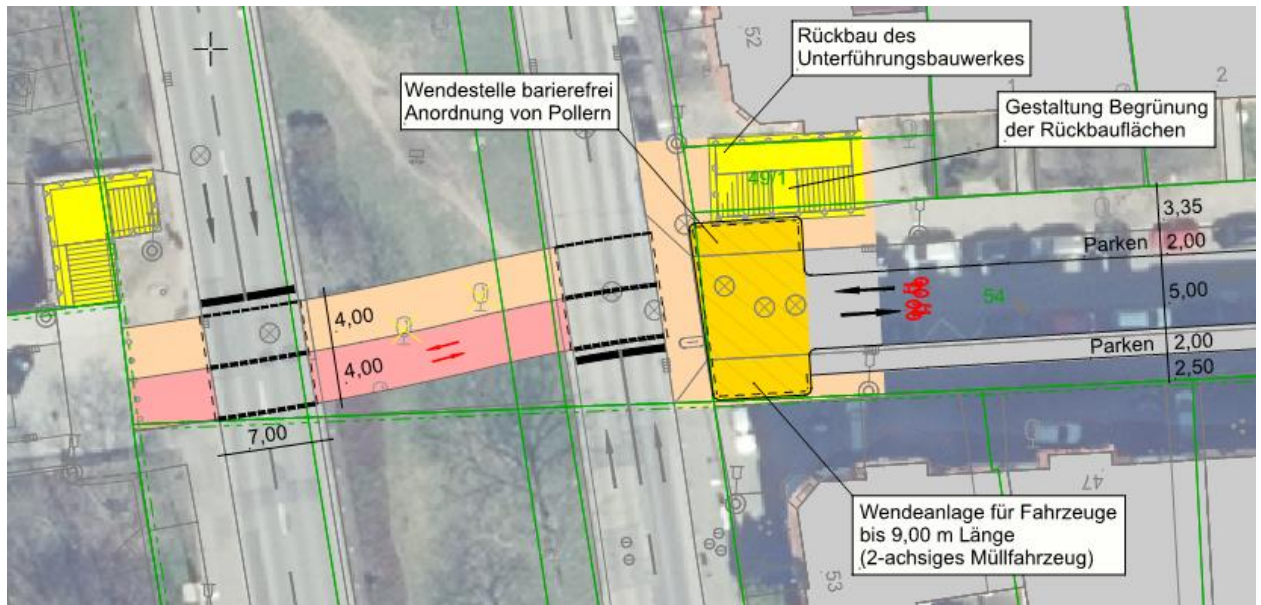 Rückbau des
Unterführungsbauwerkes
52
Wendestelle barierefrei
Anordnung von Pollern
1
2
Gestaltung Begrünung
der Rückbauflächen
49/1
3,35
Parken
2,00
54
5,00
4,00
4,00
Parken
2,00
2,50
7,00
47
Wendeanlage für Fahrzeuge
bis 9,00 m Länge
(2-achsiges Müllfahrzeug)
53